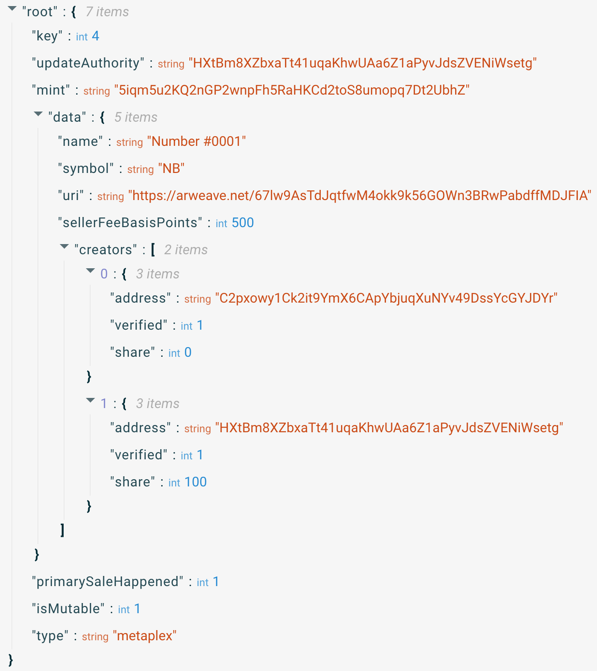 "root" : { 7 items
"key" : int 4
"updateAuthority" : string "HXtBm8XZbxaTt41uqaKhwUAa6Z1aPyvJdsZVENiWsetg"
"mint" : string "5iqm5u2KQ2nGP2wnpFh5RaHKCd2toS8umopq7Dt2UbhZ"
"data" : { 5 items
"name" : string "Number #0001"
"symbol" : string "NB"
"uri" : string "https://arweave.net/67lw9AsTdJqtfwM4okk9k56GOWn3BRwPabdffMDJFIA"
"sellerFeeBasisPoints" : int 500
"creators" : [ 2 items
0 : { 3 items
"address" : string "C2pxowy1Ck2it9YmX6CApYbjuqXuNYv49DssYcGYJDYr"
"verified" : int 1
"share" : int 0
}
1 : { 3 items
"address" : string "HXtBm8XZbxaTt41uqaKhwUAa6Z1aPyvJdsZVENiWsetg"
"verified" : int 1
"share" : int 100
}
]
}
"primarySaleHappened" : int 1
"isMutable" : int 1
"type" : string "metaplex"
}